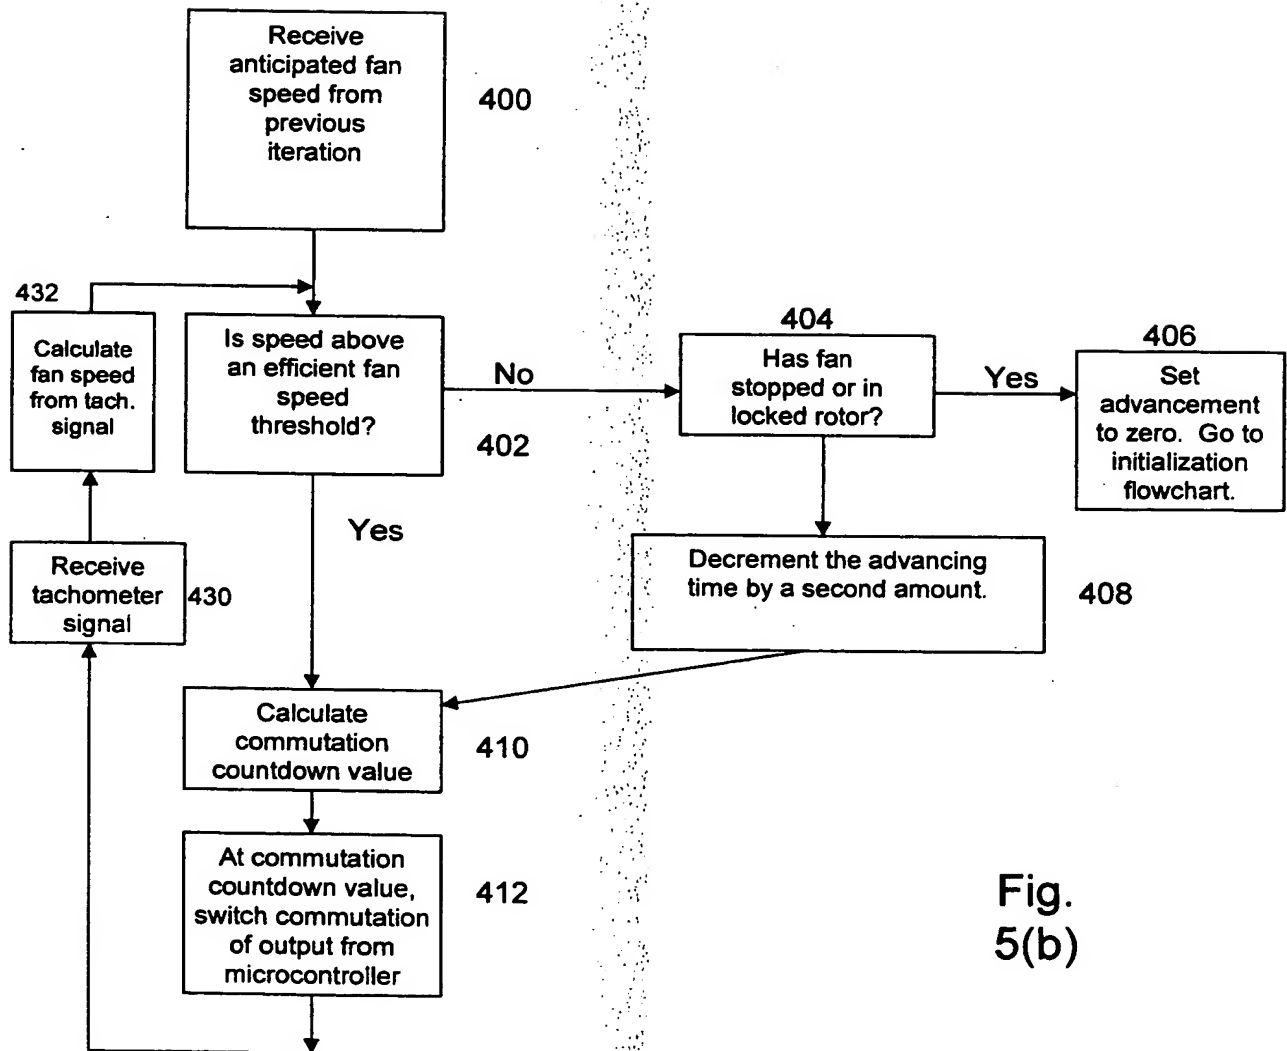 Receive
anticipated fan
speed from
previous
iteration
400
432
Calculate
fan speed
from tach.
signal
Is speed above
an efficient fan
speed
threshold?
402
No
404
Has fan
stopped or in
locked rotor?
Yes
406
Set
advancement
to zero. Go to
initialization
flowchart.
Yes
Receive
tachometer
signal
430
Decrement the advancing
time by a second amount.
408
Calculate
commutation
countdown value
410
At commutation
countdown value,
switch commutation
of output from
microcontroller
412
Fig.
5(b)